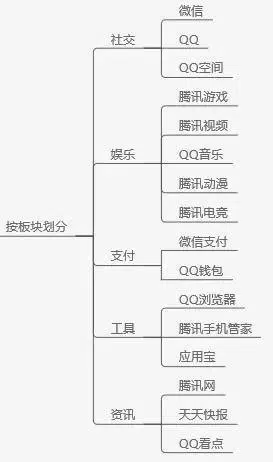 按板块划分
社交
微信
QQ
QQ空间
娱乐
腾讯游戏
腾讯视频
QQ音乐
腾讯动漫
腾讯电竞
支付
微信支付
QQ钱包
工具
QQ浏览器
腾讯手机管家
应用宝
资讯
腾讯网
天天快报
QQ看点